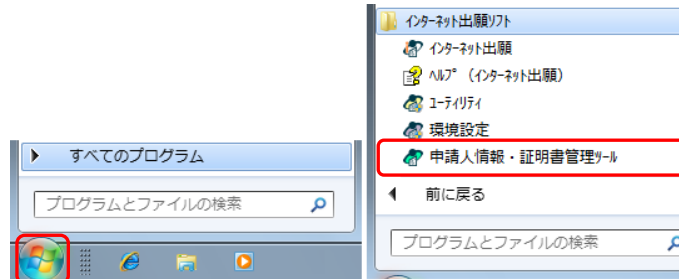 すべてのプログラム
プログラムとファイルの検索
インターネット出願ソフト
インターネット出願
ヘルプ (インターネット出願)
ユーティリティ
環境設定
申請人情報・証明書管理ツール
前に戻る
プログラムとファイルの検索